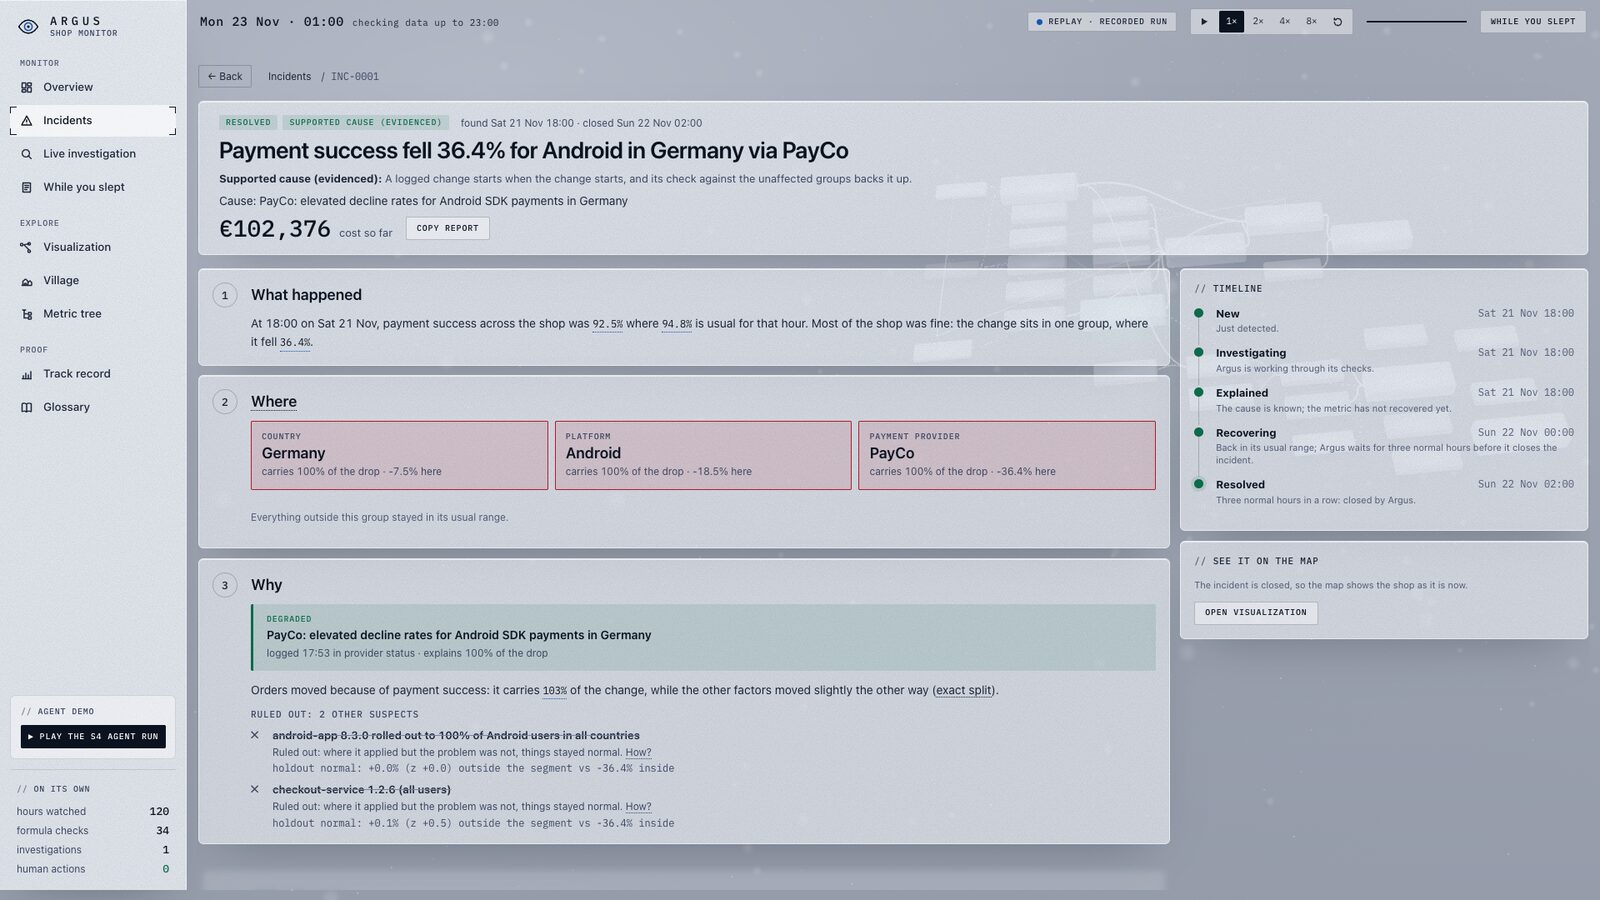 ARGUS
SHOP MONITOR
MONITOR
Overview
Incidents
Live investigation
While you slept
EXPLORE
Visualization
Village
Metric tree
PROOF
Track record
Glossary
// AGENT DEMO
▶ PLAY THE S4 AGENT RUN
// ON ITS OWN
hours watched 120
formula checks 34
investigations 1
human actions 0
Mon 23 Nov · 01:00 checking data up to 23:00
REPLAY · RECORDED RUN
1× 2× 4× 8×
WHILE YOU SLEPT
← Back Incidents / INC-0001
RESOLVED SUPPORTED CAUSE (EVIDENCED) found Sat 21 Nov 18:00 · closed Sun 22 Nov 02:00
Payment success fell 36.4% for Android in Germany via PayCo
Supported cause (evidenced): A logged change starts when the change starts, and its check against the unaffected groups backs it up.
Cause: PayCo: elevated decline rates for Android SDK payments in Germany
€102,376 cost so far COPY REPORT
1 What happened
At 18:00 on Sat 21 Nov, payment success across the shop was 92.5% where 94.8% is usual for that hour. Most of the shop was fine: the change sits in one group, where
it fell 36.4%.
2 Where
COUNTRY
Germany
carries 100% of the drop · -7.5% here
PLATFORM
Android
carries 100% of the drop · -18.5% here
PAYMENT PROVIDER
PayCo
carries 100% of the drop · -36.4% here
Everything outside this group stayed in its usual range.
3 Why
DEGRADED
PayCo: elevated decline rates for Android SDK payments in Germany
logged 17:53 in provider status · explains 100% of the drop
Orders moved because of payment success: it carries 103% of the change, while the other factors moved slightly the other way (exact split).
RULED OUT: 2 OTHER SUSPECTS
android-app 8.3.0 rolled out to 100% of Android users in all countries
Ruled out: where it applied but the problem was not, things stayed normal. How?
holdout normal: +0.0% (z +0.0) outside the segment vs -36.4% inside
checkout-service 1.2.6 (all users)
Ruled out: where it applied but the problem was not, things stayed normal. How?
holdout normal: +0.1% (z +0.5) outside the segment vs -36.4% inside
// TIMELINE
New Sat 21 Nov 18:00
Just detected.
Investigating Sat 21 Nov 18:00
Argus is working through its checks.
Explained Sat 21 Nov 18:00
The cause is known; the metric has not recovered yet.
Recovering Sun 22 Nov 00:00
Back in its usual range; Argus waits for three normal hours before it closes the
incident.
Resolved Sun 22 Nov 02:00
Three normal hours in a row: closed by Argus.
// SEE IT ON THE MAP
The incident is closed, so the map shows the shop as it is now.
OPEN VISUALIZATION